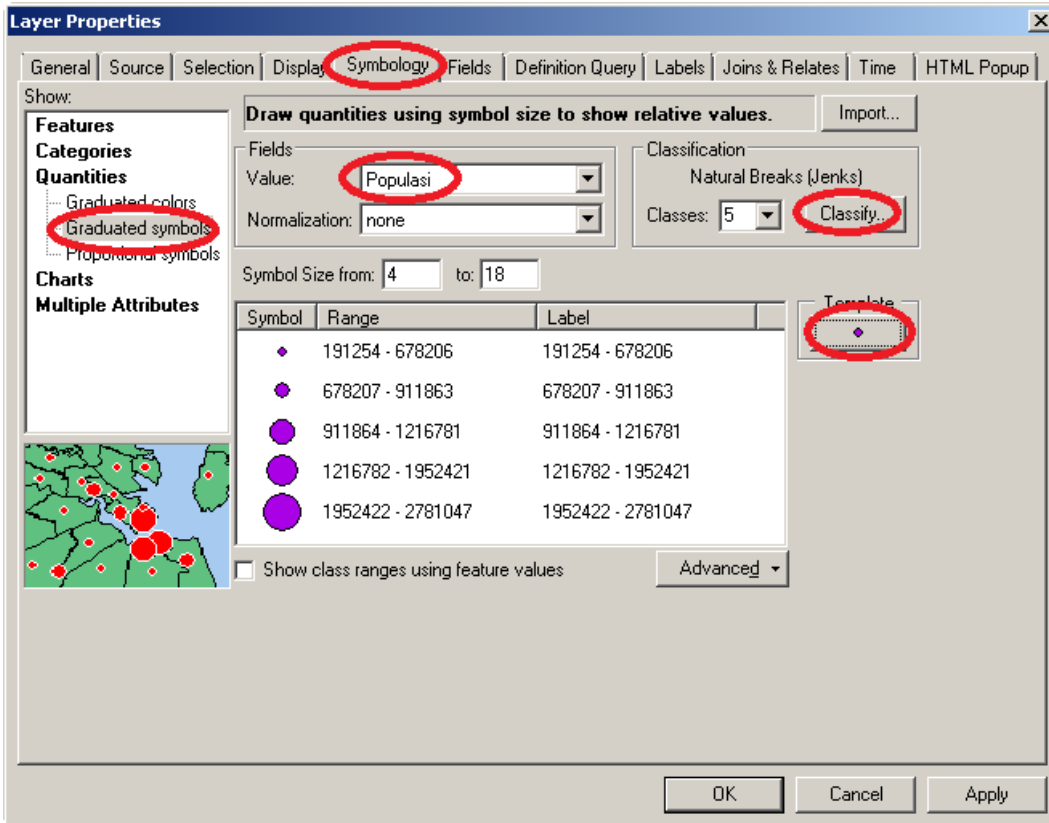 Layer Properties
General Source Selection Display Symbology Fields Definition Query Labels Joins & Relates Time HTML Popup
Show:
Features
Categories
Quantities
Graduated colors
Graduated symbols
Proportional symbols
Charts
Multiple Attributes
Draw quantities using symbol size to show relative values.
Import...
Fields
Value: Populasi
Normalization: none
Classification
Natural Breaks (Jenks)
Classes: 5 Classify...
Symbol Size from: 4 to: 18
Symbol Range Label
191254 - 678206 191254 - 678206
678207 - 911863 678207 - 911863
911864 - 1216781 911864 - 1216781
1216782 - 1952421 1216782 - 1952421
1952422 - 2781047 1952422 - 2781047
Template
Show class ranges using feature values
Advanced
OK Cancel Apply